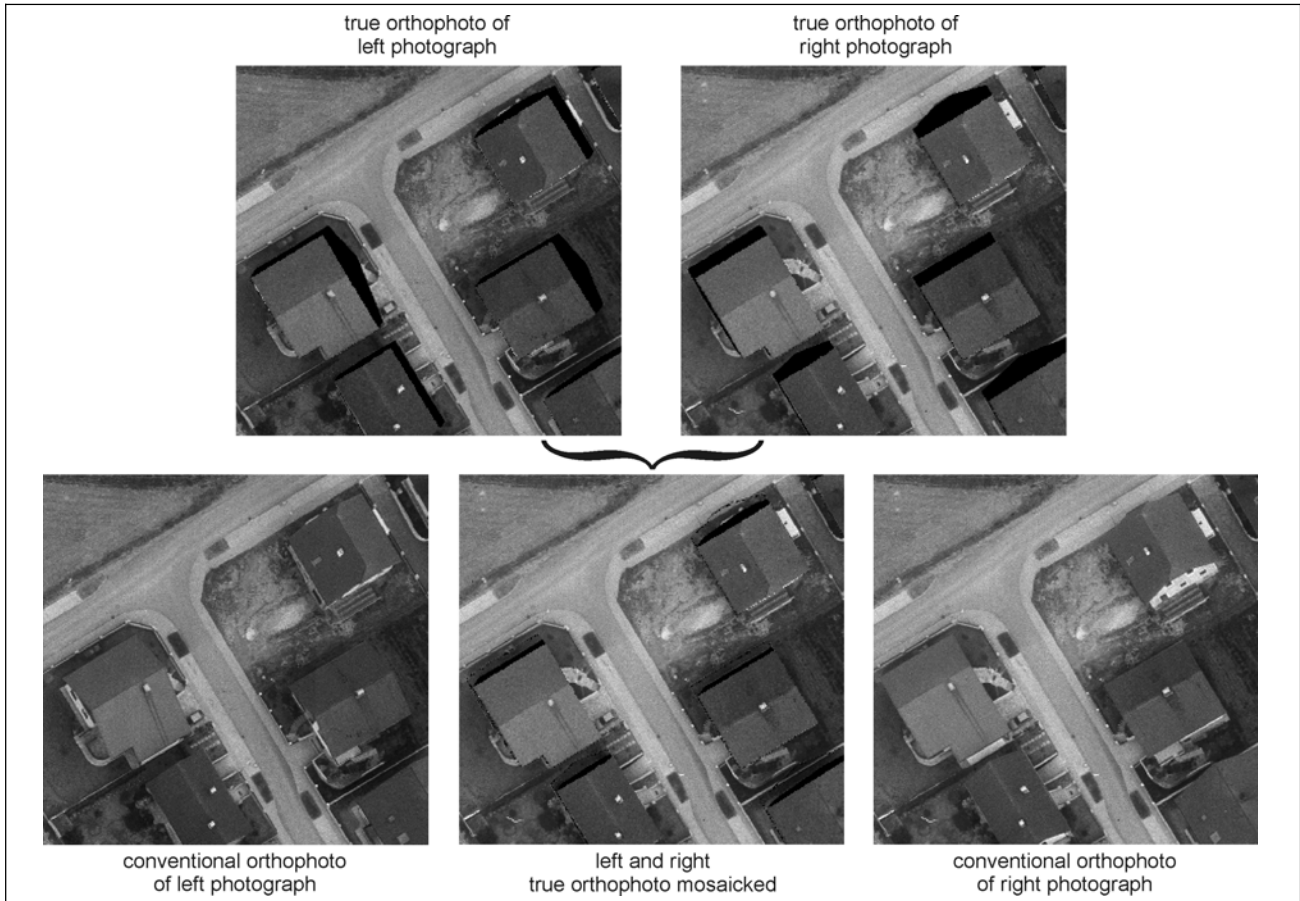 true orthophoto of
left photograph
true orthophoto of
right photograph
conventional orthophoto
of left photograph
left and right
true orthophoto mosaicked
conventional orthophoto
of right photograph